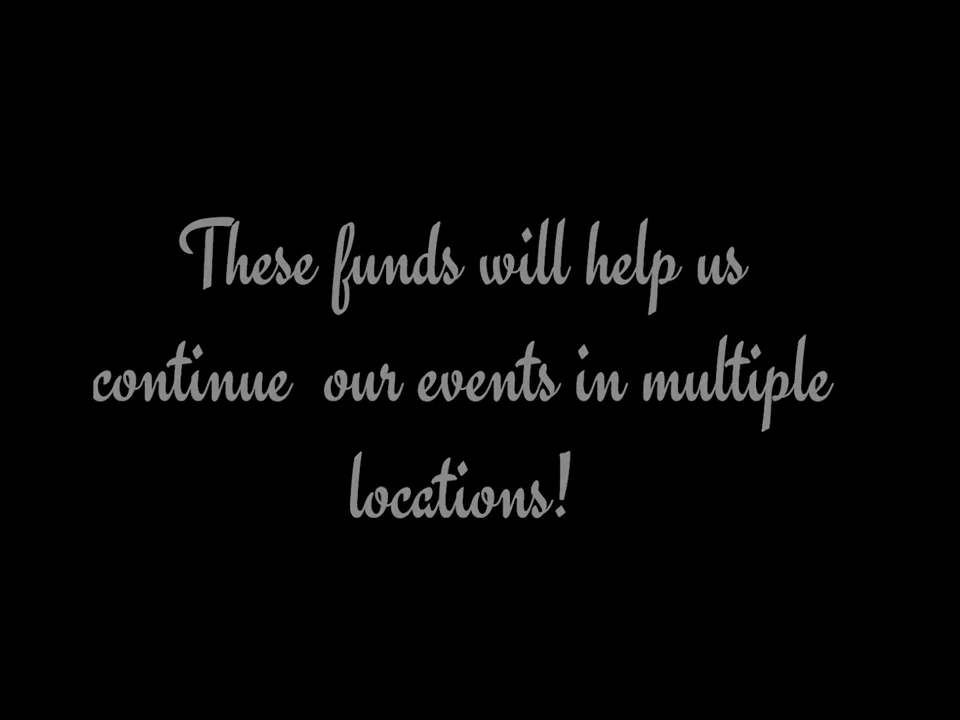 These funds will help us
continue our events in multiple
locations!